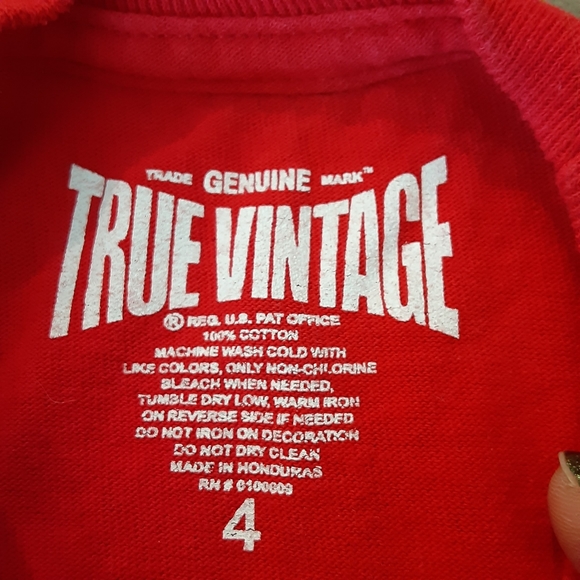 TRADE GENUINE MARK™
TRUE VINTAGE
® REG. U.S. PAT OFFICE
100% COTTON
MACHINE WASH COLD WITH
LIKE COLORS, ONLY NON-CHLORINE
BLEACH WHEN NEEDED,
TUMBLE DRY LOW, WARM IRON
ON REVERSE SIDE IF NEEDED
DO NOT IRON ON DECORATION
DO NOT DRY CLEAN
MADE IN HONDURAS
RN # 0100609
4